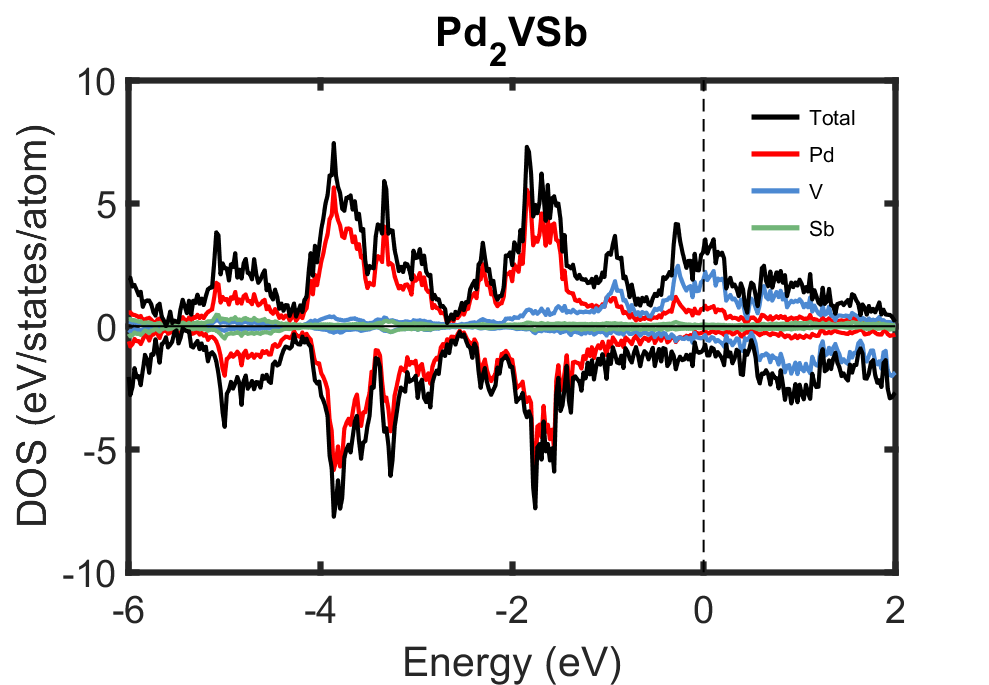 Pd₂VSb
10
5
0
-5
-10
DOS (eV/states/atom)
Total
Pd
V
Sb
-6 -4 -2 0 2
Energy (eV)